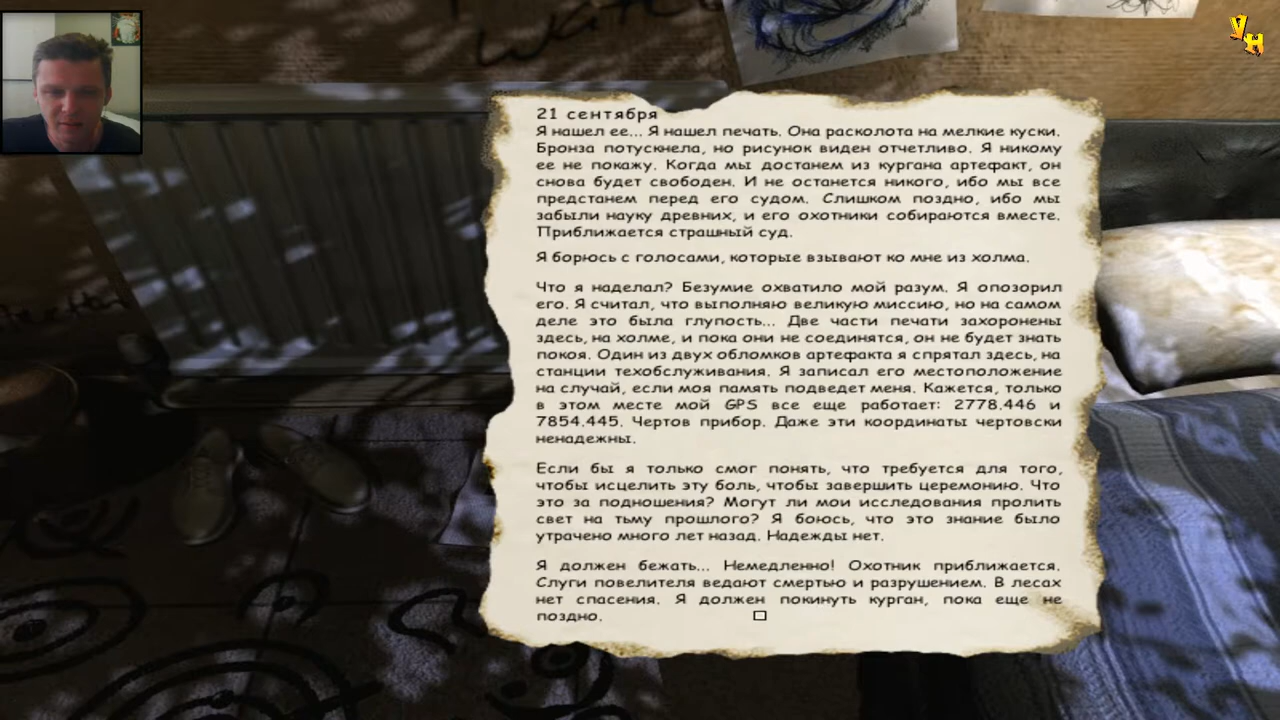 Watch
21 сентября
Я нашел ее... Я нашел печать. Она расколота на мелкие куски.
Бронза потускнела, но рисунок виден отчетливо. Я никому
ее не покажу. Когда мы достанем из кургана артефакт, он
снова будет свободен. И не останется никого, ибо мы все
предстанем перед его судом. Слишком поздно, ибо мы
забыли науку древних, и его охотники собираются вместе.
Приближается страшный суд.
Я борюсь с голосами, которые взывают ко мне из холма.
Что я наделал? Безумие охватило мой разум. Я опозорил
его. Я считал, что выполняю великую миссию, но на самом
деле это была глупость... Две части печати захоронены
здесь, на холме, и пока они не соединятся, он не будет знать
покоя. Один из двух обломков артефакта я спрятал здесь, на
станции техобслуживания. Я записал его местоположение
на случай, если моя память подведет меня. Кажется, только
в этом месте мой GPS все еще работает: 2778.446 и
7854.445. Чертов прибор. Даже эти координаты чертовски
ненадежны.
Если бы я только смог понять, что требуется для того,
чтобы исцелить эту боль, чтобы завершить церемонию. Что
это за подношения? Могут ли мои исследования пролить
свет на тьму прошлого? Я боюсь, что это знание было
утрачено много лет назад. Надежды нет.
Я должен бежать... Немедленно! Охотник приближается.
Слуги повелителя ведают смертью и разрушением. В лесах
нет спасения. Я должен покинуть курган, пока еще не
поздно.
VH